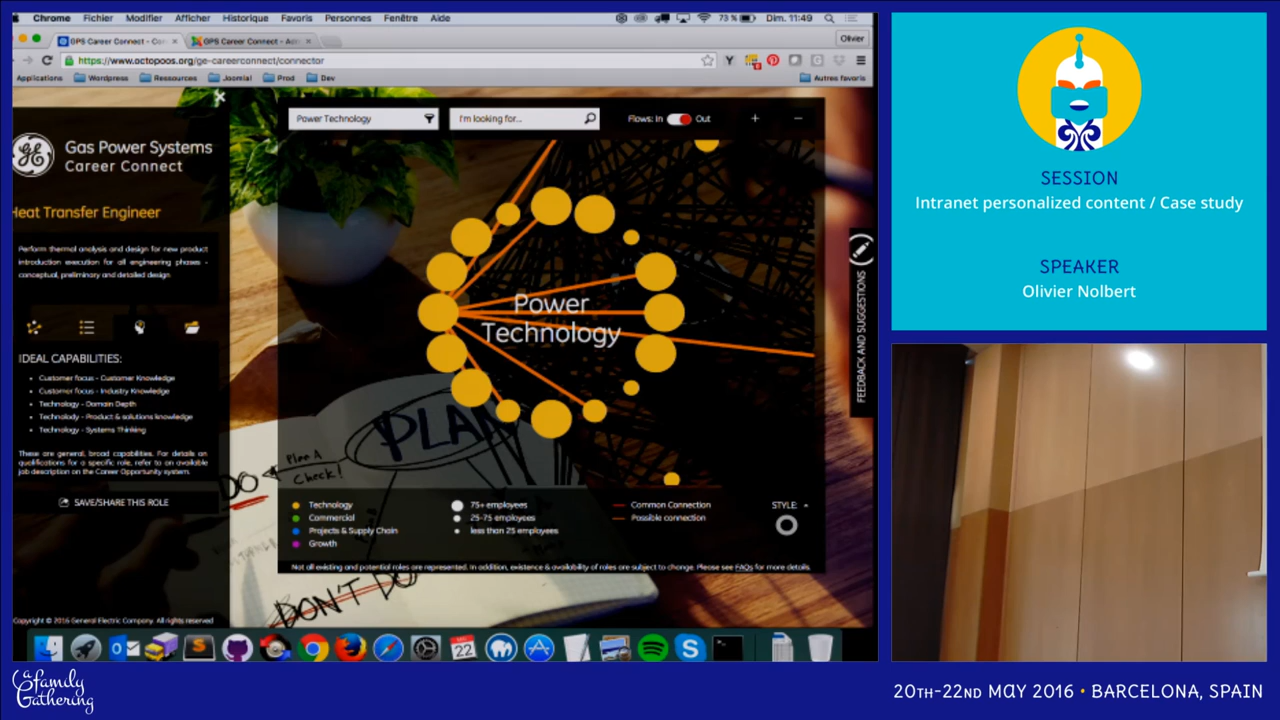 Chrome Fichier Modifier Afficher Historique Favoris Personnes Fenêtre Aide
73 % Dim. 11:49
GPS Career Connect - Con
GPS Career Connect - Adm
Olivier
https://www.octopoos.org/ge-careerconnect/connector
Applications Wordpress Ressources Joomla! Prod Dev Autres favoris
Gas Power Systems
Career Connect
Heat Transfer Engineer
Perform thermal analysis and design for new product
introduction execution for all engineering phases -
conceptual, preliminary and detailed design
IDEAL CAPABILITIES:
Customer focus - Customer Knowledge
Customer focus - Industry Knowledge
Technology - Domain Depth
Technolody - Product & solutions knowledge
Technology - Systems Thinking
These are general, broad capabilities. For details on
qualifications for a specific role, refer to an available
job description on the Career Opportunity system.
SAVE/SHARE THIS ROLE
Copyright © 2016 General Electric Company. All rights reserved
Power Technology
I'm looking for...
Flows: In Out
+ −
Power
Technology
FEEDBACK AND SUGGESTIONS
PLAN
Plan A
Check!
DO
DON'T DO
Technology
Commercial
Projects & Supply Chain
Growth
75+ employees
25-75 employees
less than 25 employees
Common Connection
Possible connection
STYLE:
Not all existing and potential roles are represented. In addition, existence & availability of roles are subject to change. Please see FAQs for more details.
22
SESSION
Intranet personalized content / Case study
SPEAKER
Olivier Nolbert
a family
Gathering
20TH-22ND MAY 2016 • BARCELONA, SPAIN